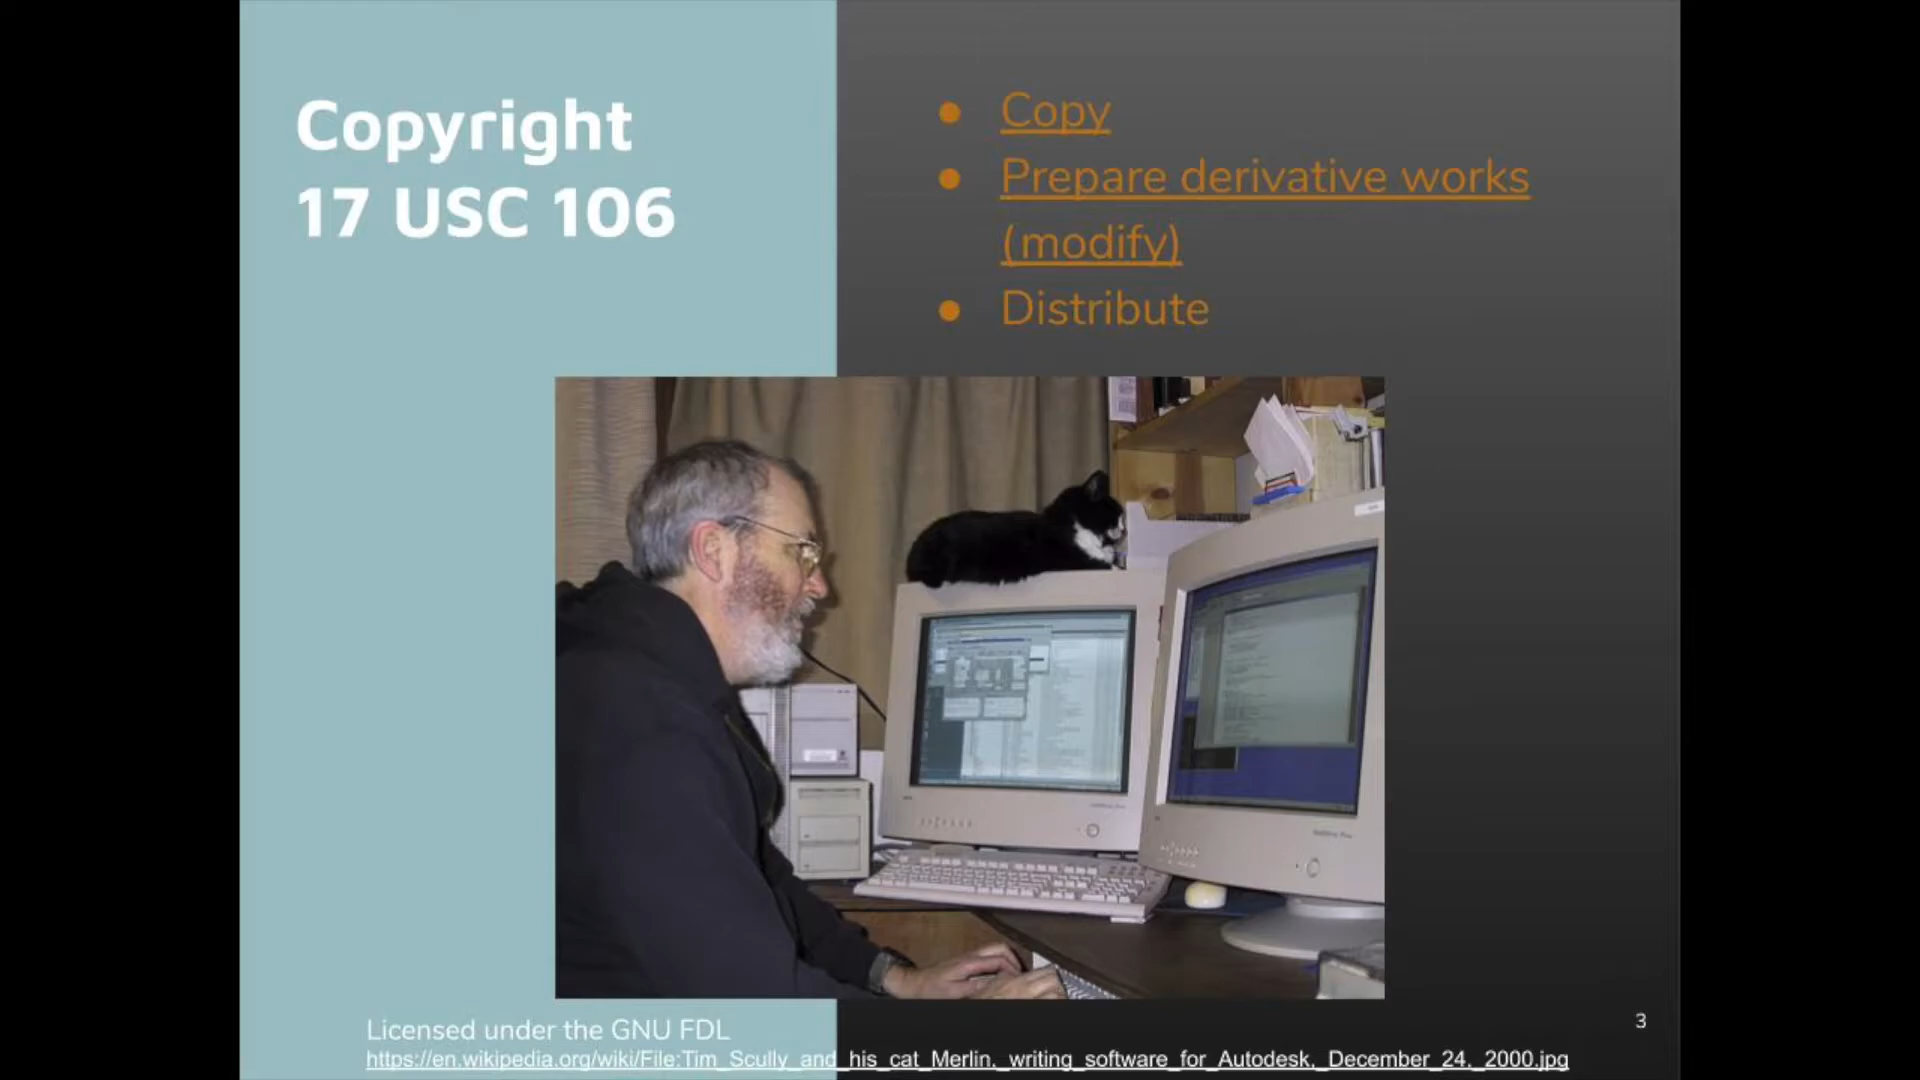 Copyright
17 USC 106
● Copy
● Prepare derivative works
(modify)
● Distribute
Licensed under the GNU FDL
https://en.wikipedia.org/wiki/File:Tim_Scully_and_his_cat_Merlin,_writing_software_for_Autodesk,_December_24,_2000.jpg
3